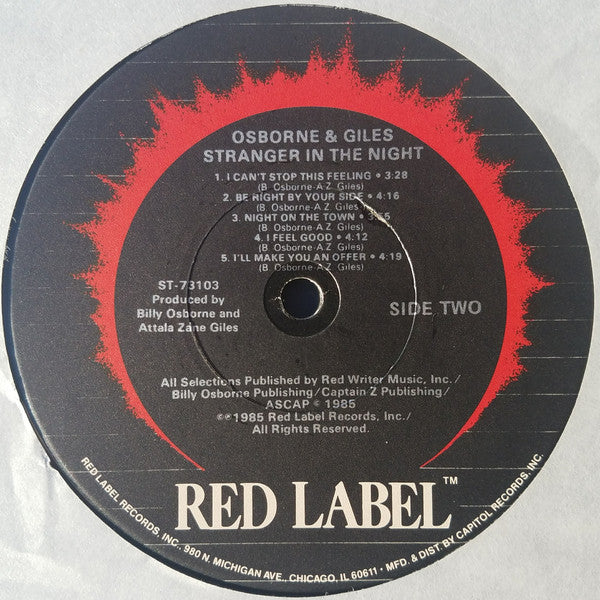 OSBORNE & GILES
STRANGER IN THE NIGHT
1. I CAN'T STOP THIS FEELING • 3:28
(B. Osborne-A.Z. Giles)
2. BE RIGHT BY YOUR SIDE • 4:16
(B. Osborne-A.Z. Giles)
3. NIGHT ON THE TOWN • 3:55
(B. Osborne-A.Z. Giles)
4. I FEEL GOOD • 4:12
(B. Osborne-A.Z. Giles)
5. I'LL MAKE YOU AN OFFER • 4:19
(B. Osborne-A.Z. Giles)
ST-73103
Produced by
Billy Osborne and
Attala Zane Giles
SIDE TWO
All Selections Published by Red Writer Music, Inc./
Billy Osborne Publishing/Captain Z Publishing/
ASCAP © 1985
©℗1985 Red Label Records, Inc./
All Rights Reserved.
RED LABEL™
RED LABEL RECORDS, INC., 980 N. MICHIGAN AVE., CHICAGO, IL 60611 • MFD. & DIST. BY CAPITOL RECORDS, INC.